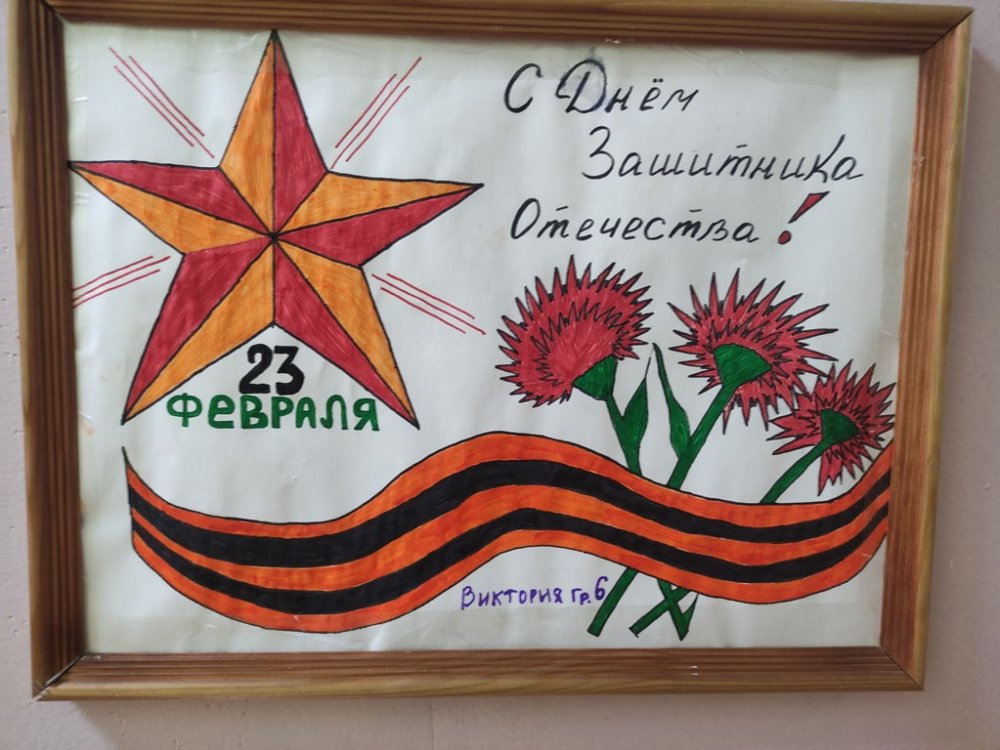 С Днём
Зашитника
Отечества!
23
ФЕВРАЛЯ
ВИКТОРИЯ гр.6